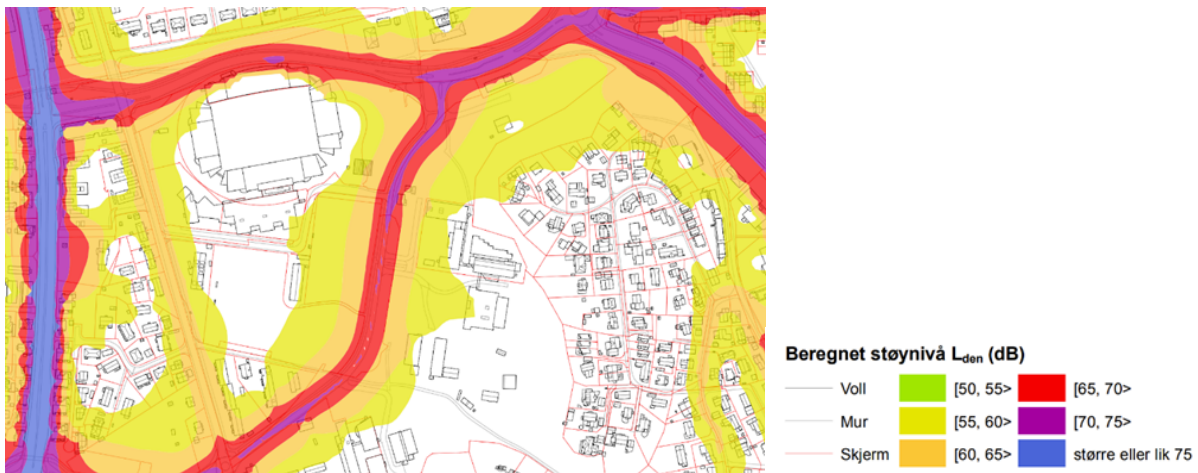 Beregnet støynivå Lden (dB)
Voll [50, 55> [65, 70>
Mur [55, 60> [70, 75>
Skjerm [60, 65> større eller lik 75